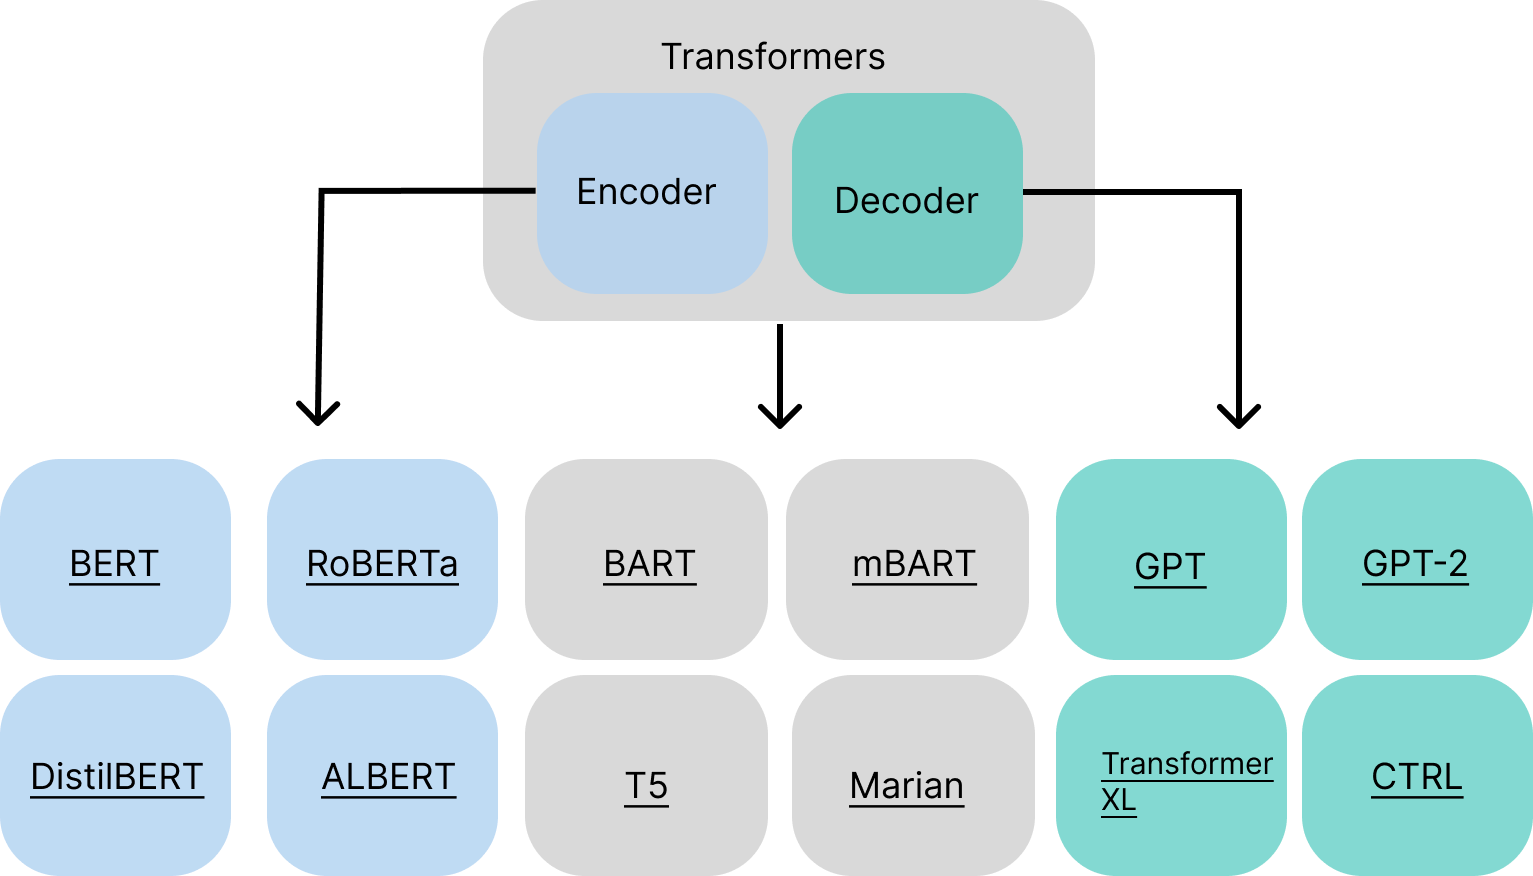 Transformers
Encoder
Decoder
BERT
RoBERTa
BART
mBART
GPT
GPT-2
DistilBERT
ALBERT
T5
Marian
Transformer
XL
CTRL